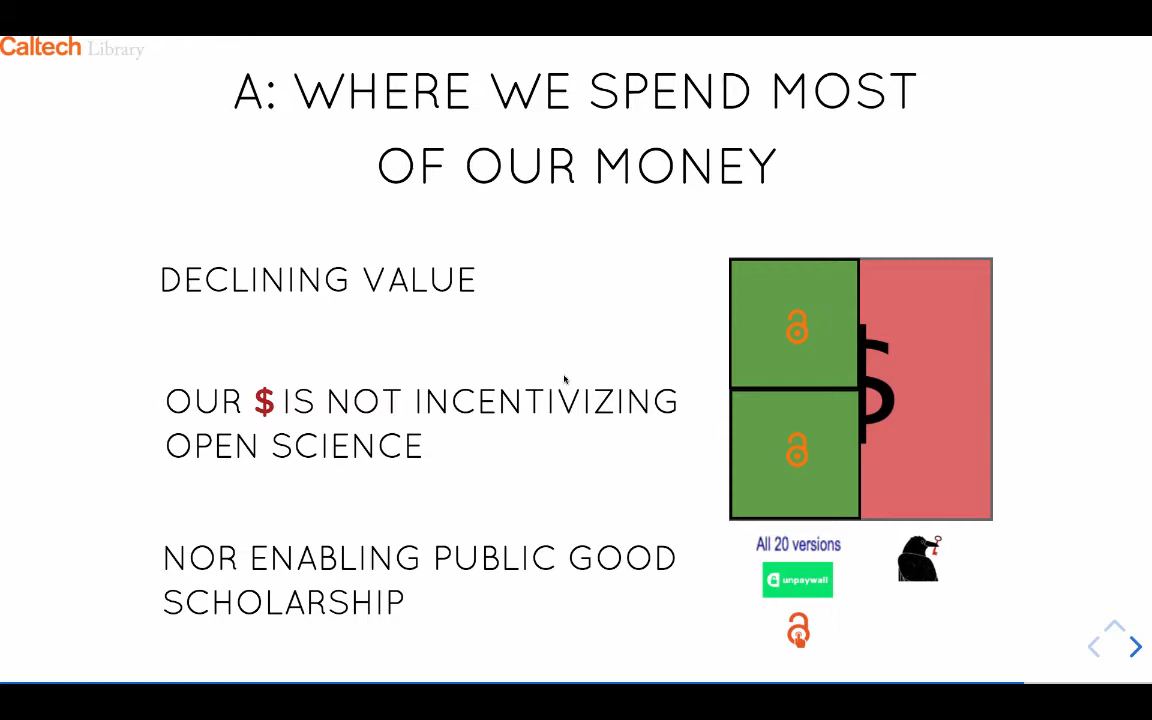 Caltech Library
A: WHERE WE SPEND MOST
OF OUR MONEY
DECLINING VALUE
OUR $ IS NOT INCENTIVIZING
OPEN SCIENCE
NOR ENABLING PUBLIC GOOD
SCHOLARSHIP
$
All 20 versions
unpaywall